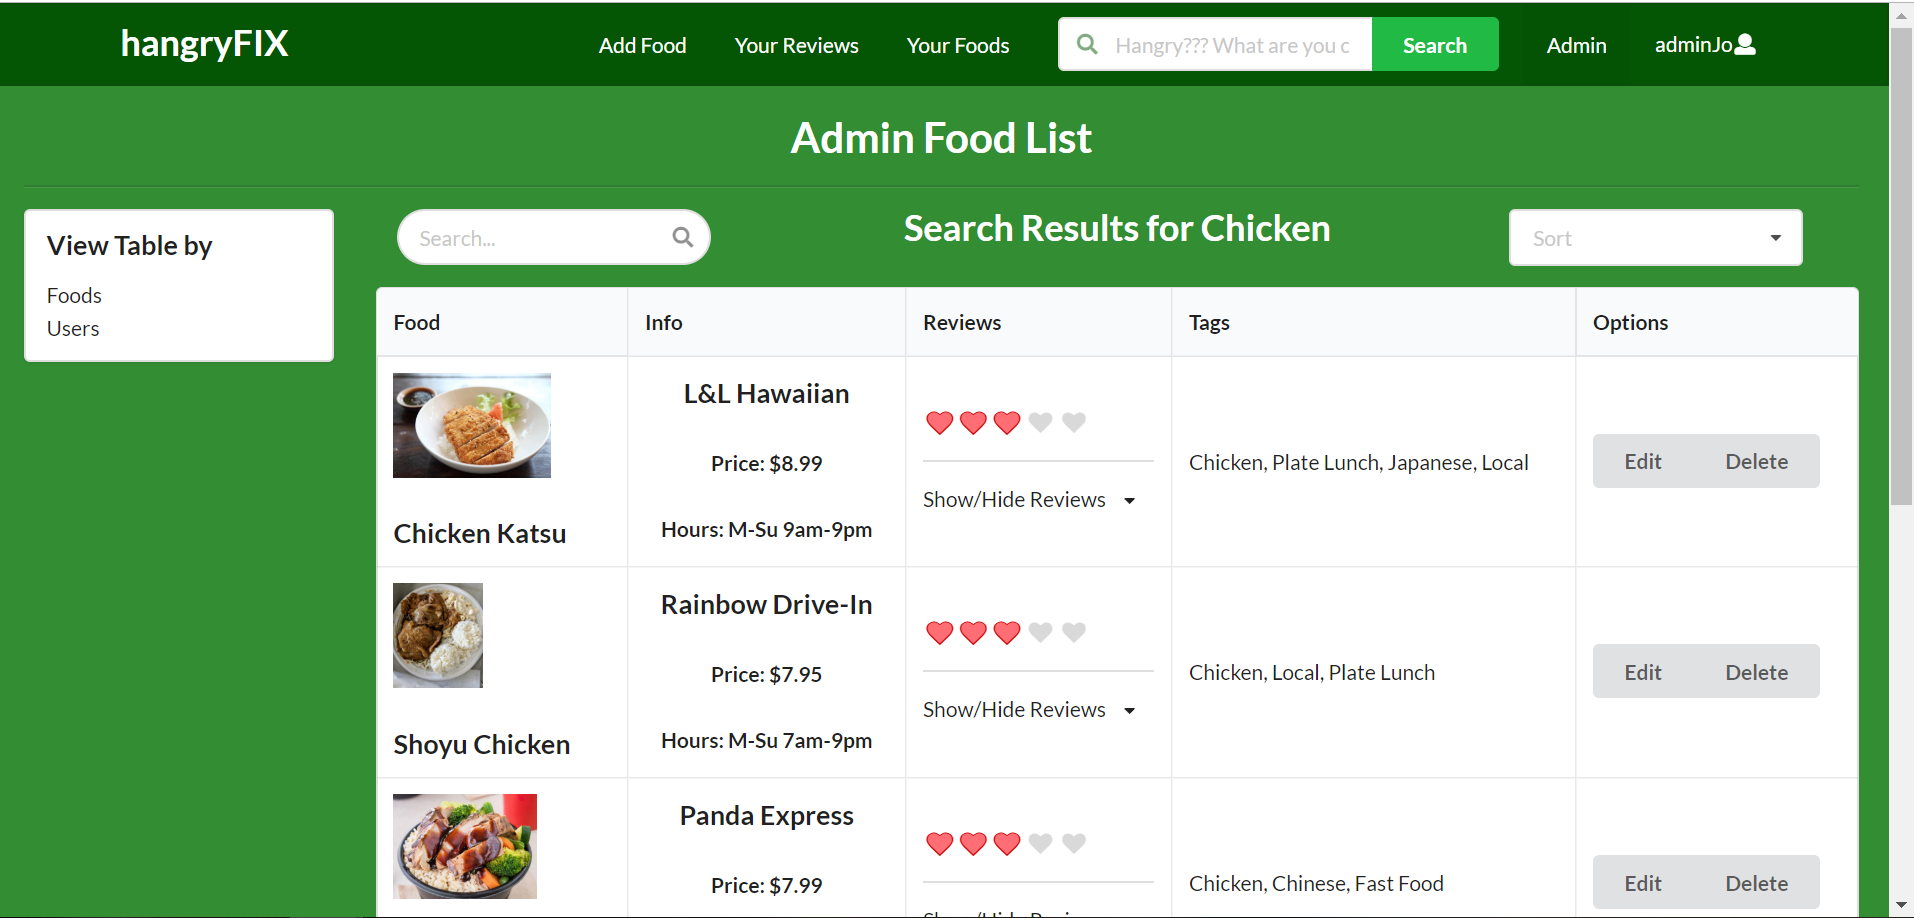 hangryFIX
Add Food
Your Reviews
Your Foods
Hangry??? What are you c
Search
Admin
adminJo
Admin Food List
View Table by
Foods
Users
Search...
Search Results for Chicken
Sort
Food
Info
Reviews
Tags
Options
Chicken Katsu
L&L Hawaiian
Price: $8.99
Hours: M-Su 9am-9pm
Show/Hide Reviews
Chicken, Plate Lunch, Japanese, Local
Edit
Delete
Shoyu Chicken
Rainbow Drive-In
Price: $7.95
Hours: M-Su 7am-9pm
Show/Hide Reviews
Chicken, Local, Plate Lunch
Edit
Delete
Panda Express
Price: $7.99
Chicken, Chinese, Fast Food
Edit
Delete